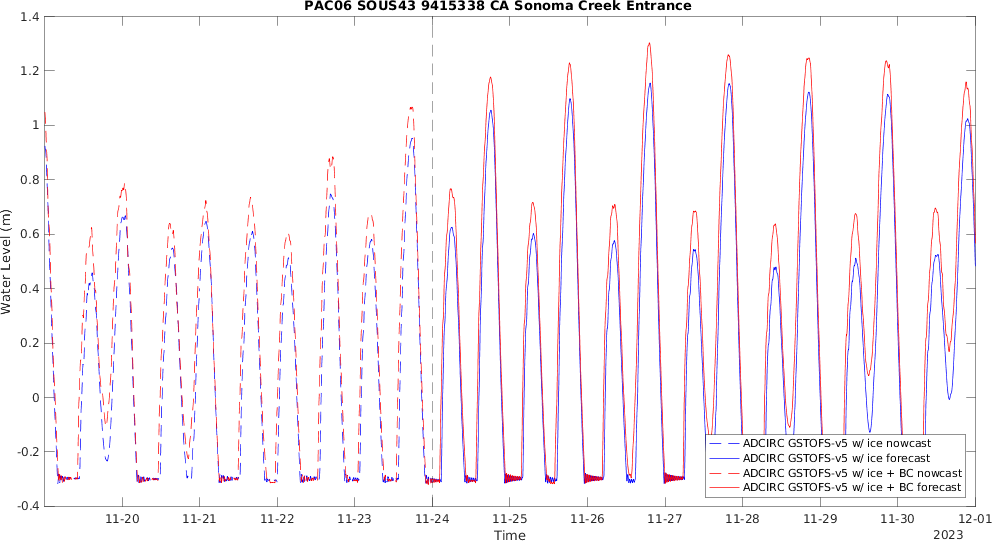 PAC06 SOUS43 9415338 CA Sonoma Creek Entrance
1.4
1.2
1
0.8
0.6
0.4
0.2
0
-0.2
-0.4
Water Level (m)
ADCIRC GSTOFS-v5 w/ ice nowcast
ADCIRC GSTOFS-v5 w/ ice forecast
ADCIRC GSTOFS-v5 w/ ice + BC nowcast
ADCIRC GSTOFS-v5 w/ ice + BC forecast
11-20 11-21 11-22 11-23 11-24 11-25 11-26 11-27 11-28 11-29 11-30 12-01
Time
2023